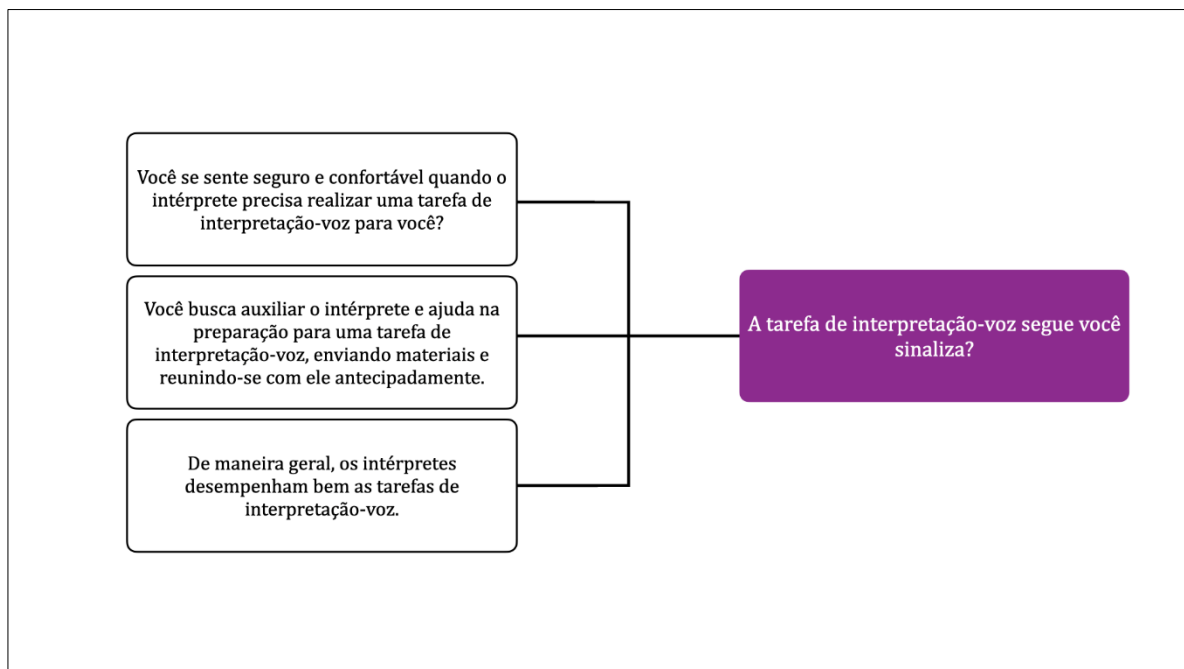 Você se sente seguro e confortável quando o
intérprete precisa realizar uma tarefa de
interpretação-voz para você?
Você busca auxiliar o intérprete e ajuda na
preparação para uma tarefa de
interpretação-voz, enviando materiais e
reunindo-se com ele antecipadamente.
De maneira geral, os intérpretes
desempenham bem as tarefas de
interpretação-voz.
A tarefa de interpretação-voz segue você
sinaliza?